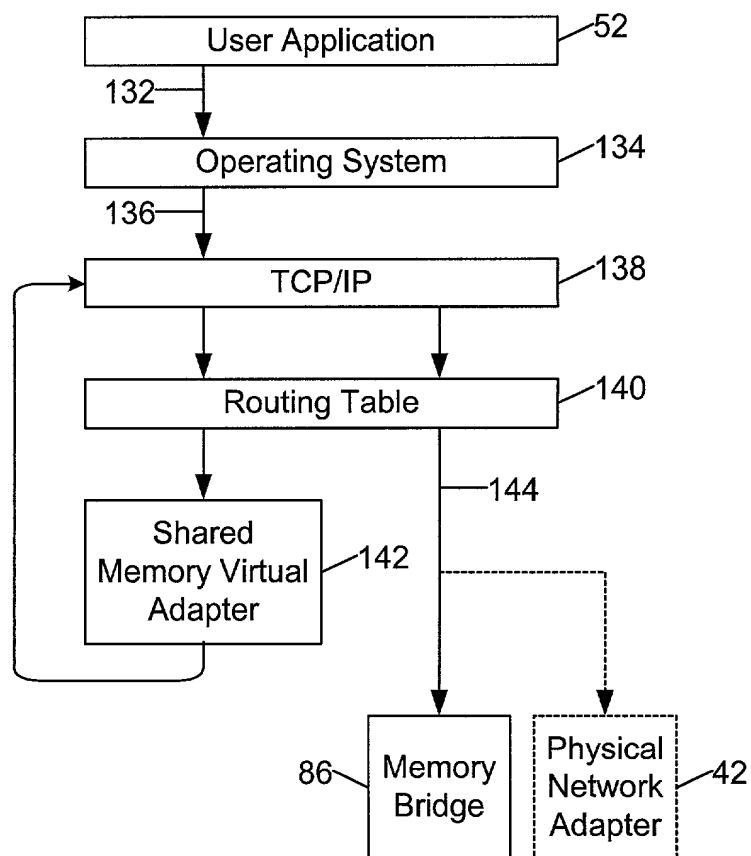 User Application
52
132
Operating System
134
136
TCP/IP
138
Routing Table
140
144
Shared
Memory Virtual
Adapter
142
86
Memory
Bridge
Physical
Network
Adapter
42